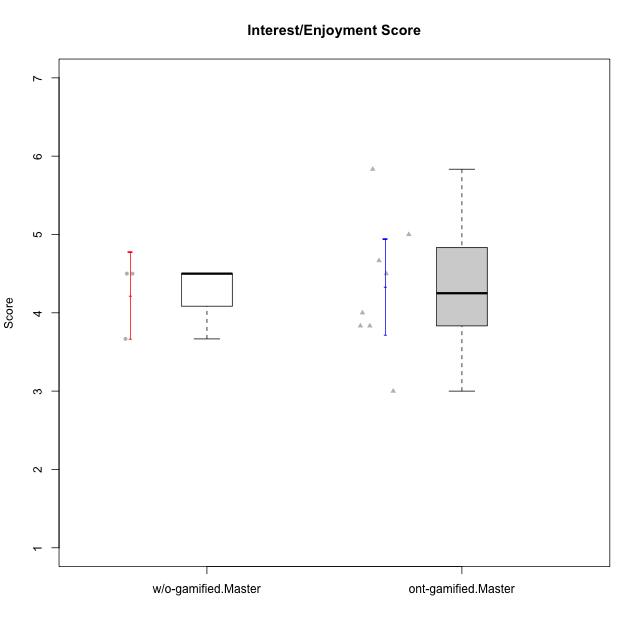 Interest/Enjoyment Score
7
6
5
4
3
2
1
Score
w/o-gamified.Master
ont-gamified.Master